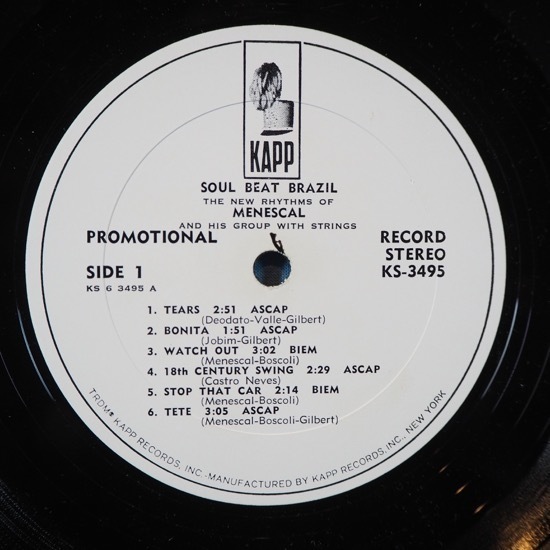 KAPP
SOUL BEAT BRAZIL
THE NEW RHYTHMS OF
MENESCAL
AND HIS GROUP WITH STRINGS
PROMOTIONAL RECORD
STEREO
SIDE 1 KS-3495
KS 6 3495 A
1. TEARS 2:51 ASCAP
(Deodato-Valle-Gilbert)
2. BONITA 1:51 ASCAP
(Jobim-Gilbert)
3. WATCH OUT 3:02 BIEM
(Menescal-Boscoli)
4. 18th CENTURY SWING 2:29 ASCAP
(Castro Neves)
5. STOP THAT CAR 2:14 BIEM
(Menescal-Boscoli)
6. TETE 3:05 ASCAP
(Menescal-Boscoli-Gilbert)
TRDMK KAPP RECORDS, INC.-MANUFACTURED BY KAPP RECORDS, INC., NEW YORK